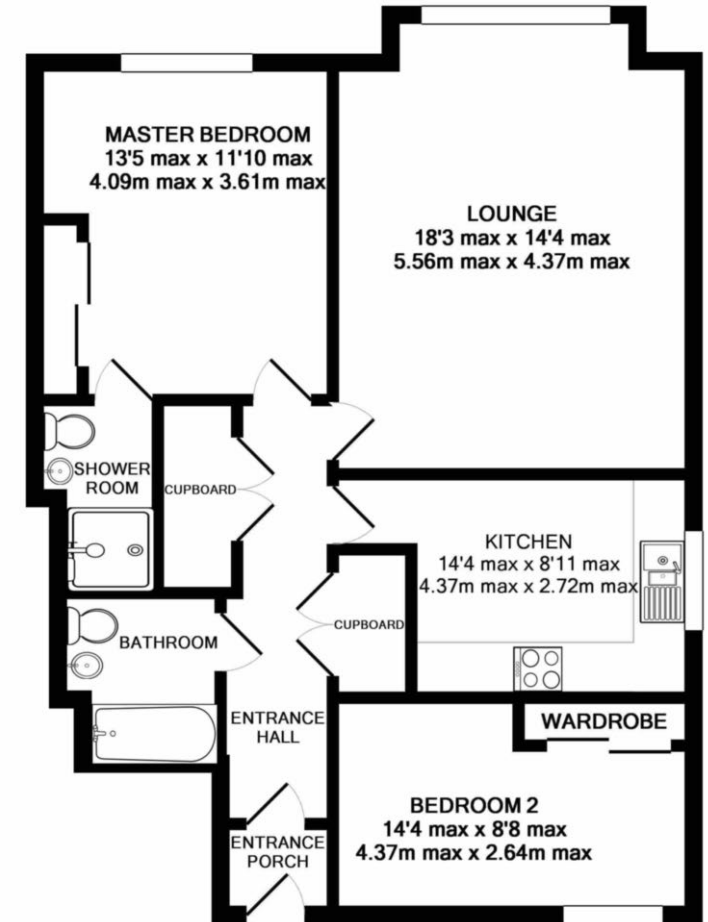 MASTER BEDROOM
13'5 max x 11'10 max
4.09m max x 3.61m max
LOUNGE
18'3 max x 14'4 max
5.56m max x 4.37m max
SHOWER
ROOM
CUPBOARD
KITCHEN
14'4 max x 8'11 max
4.37m max x 2.72m max
CUPBOARD
BATHROOM
ENTRANCE
HALL
WARDROBE
BEDROOM 2
14'4 max x 8'8 max
4.37m max x 2.64m max
ENTRANCE
PORCH